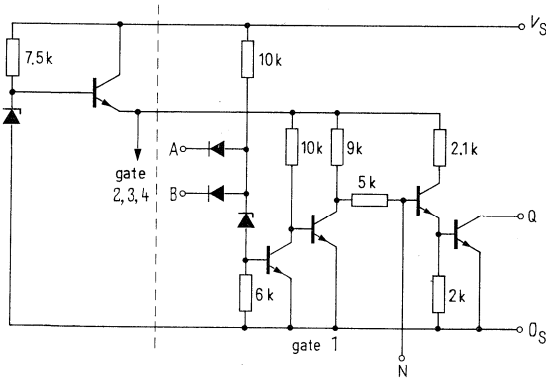 V_S
7.5k
10k
A
10k
9k
2.1k
gate
2, 3, 4
B
5k
Q
6k
2k
gate 1
0_S
N